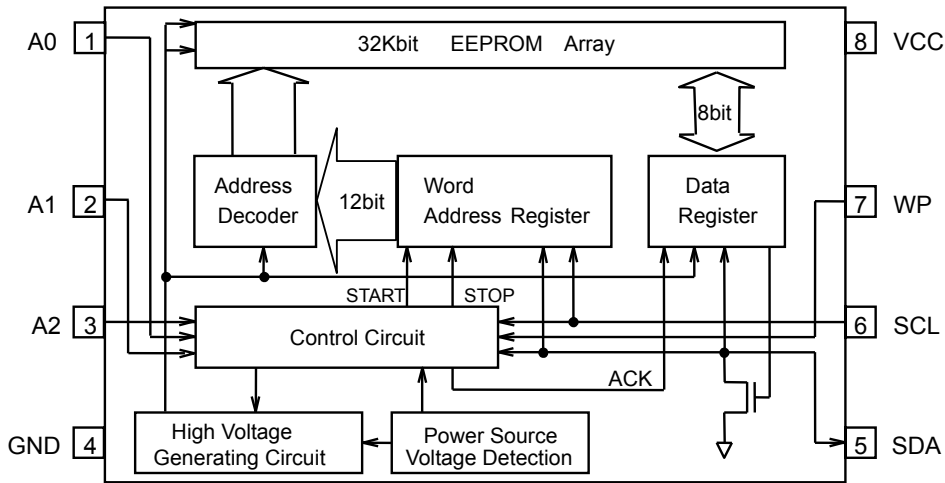 A0 1
32Kbit EEPROM Array
8 VCC
8bit
A1 2
Address
Decoder
12bit
Word
Address Register
Data
Register
7 WP
START
STOP
A2 3
Control Circuit
6 SCL
ACK
GND 4
High Voltage
Generating Circuit
Power Source
Voltage Detection
5 SDA